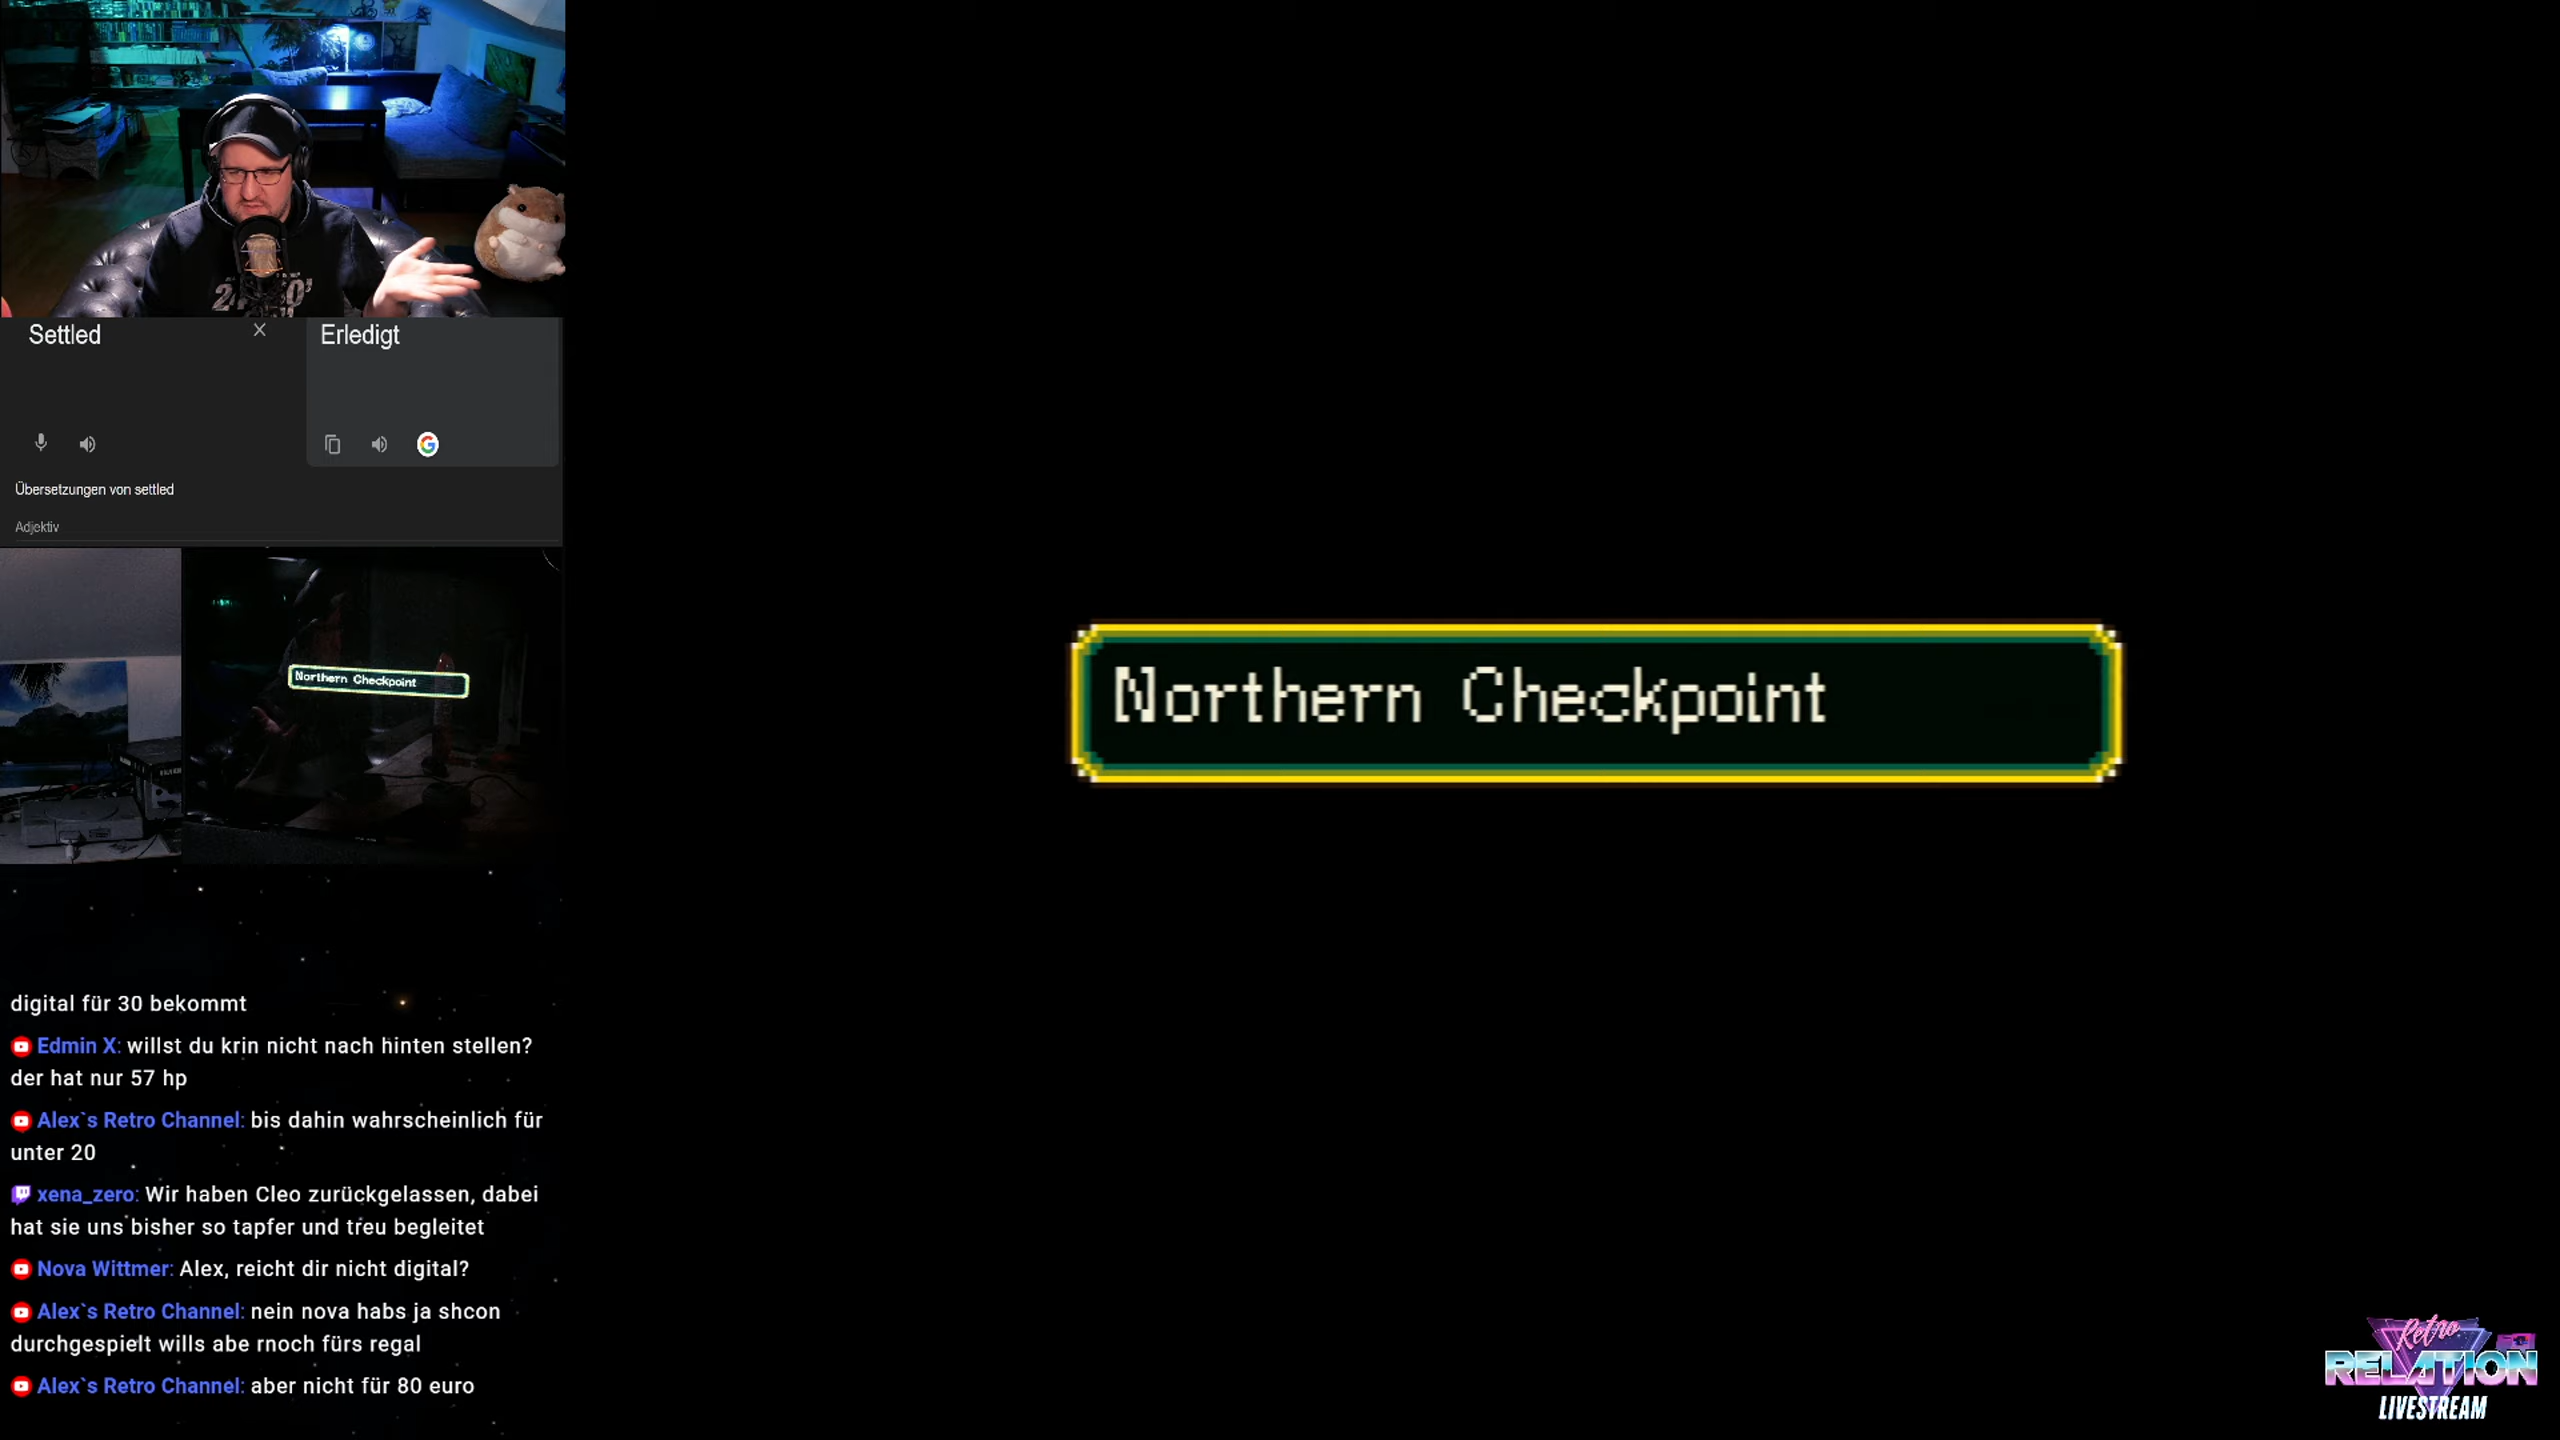 Settled
Erledigt
Übersetzungen von settled
Adjektiv
Northern Checkpoint
Northern Checkpoint
digital für 30 bekommt
Edmin X: willst du krin nicht nach hinten stellen?
der hat nur 57 hp
Alex`s Retro Channel: bis dahin wahrscheinlich für
unter 20
xena_zero: Wir haben Cleo zurückgelassen, dabei
hat sie uns bisher so tapfer und treu begleitet
Nova Wittmer: Alex, reicht dir nicht digital?
Alex`s Retro Channel: nein nova habs ja shcon
durchgespielt wills abe rnoch fürs regal
Alex`s Retro Channel: aber nicht für 80 euro
Retro
RELATION
LIVESTREAM